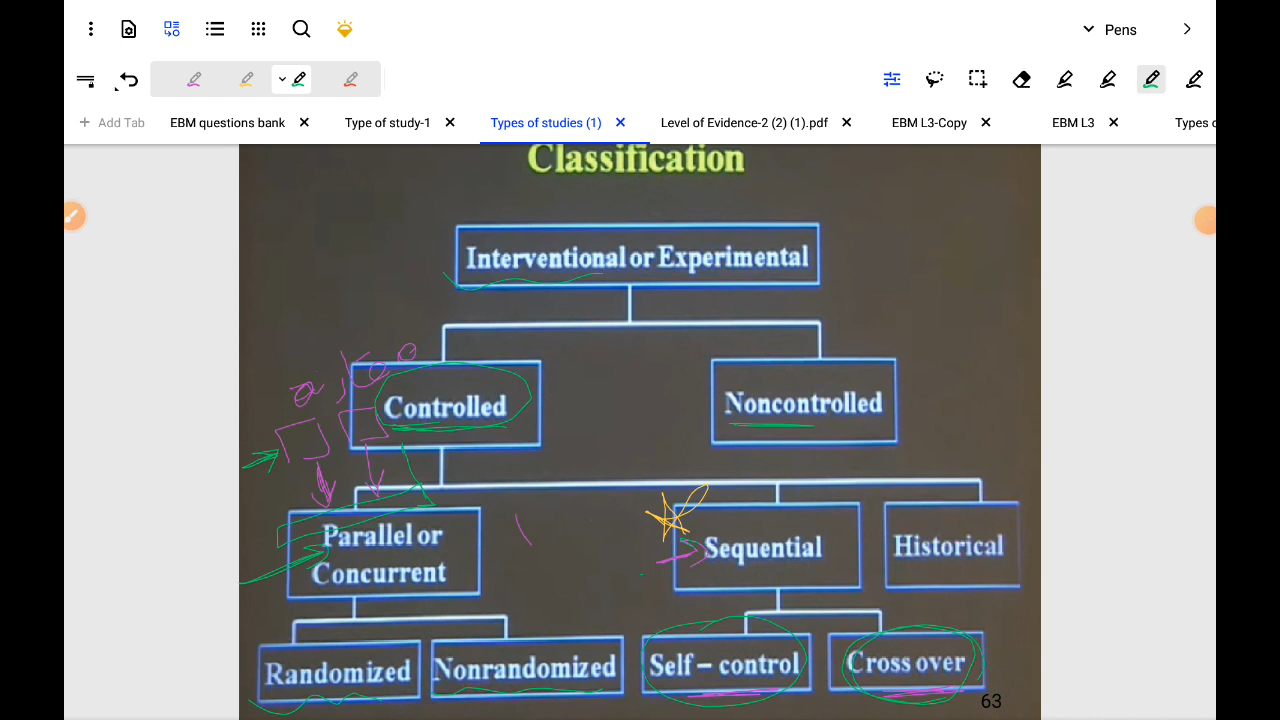 Pens
Add Tab
EBM questions bank
Type of study-1
Types of studies (1)
Level of Evidence-2 (2) (1).pdf
EBM L3-Copy
EBM L3
Types
Classification
Interventional or Experimental
Controlled
Noncontrolled
Parallel or
Concurrent
Sequential
Historical
Randomized
Nonrandomized
Self – control
Cross over
63